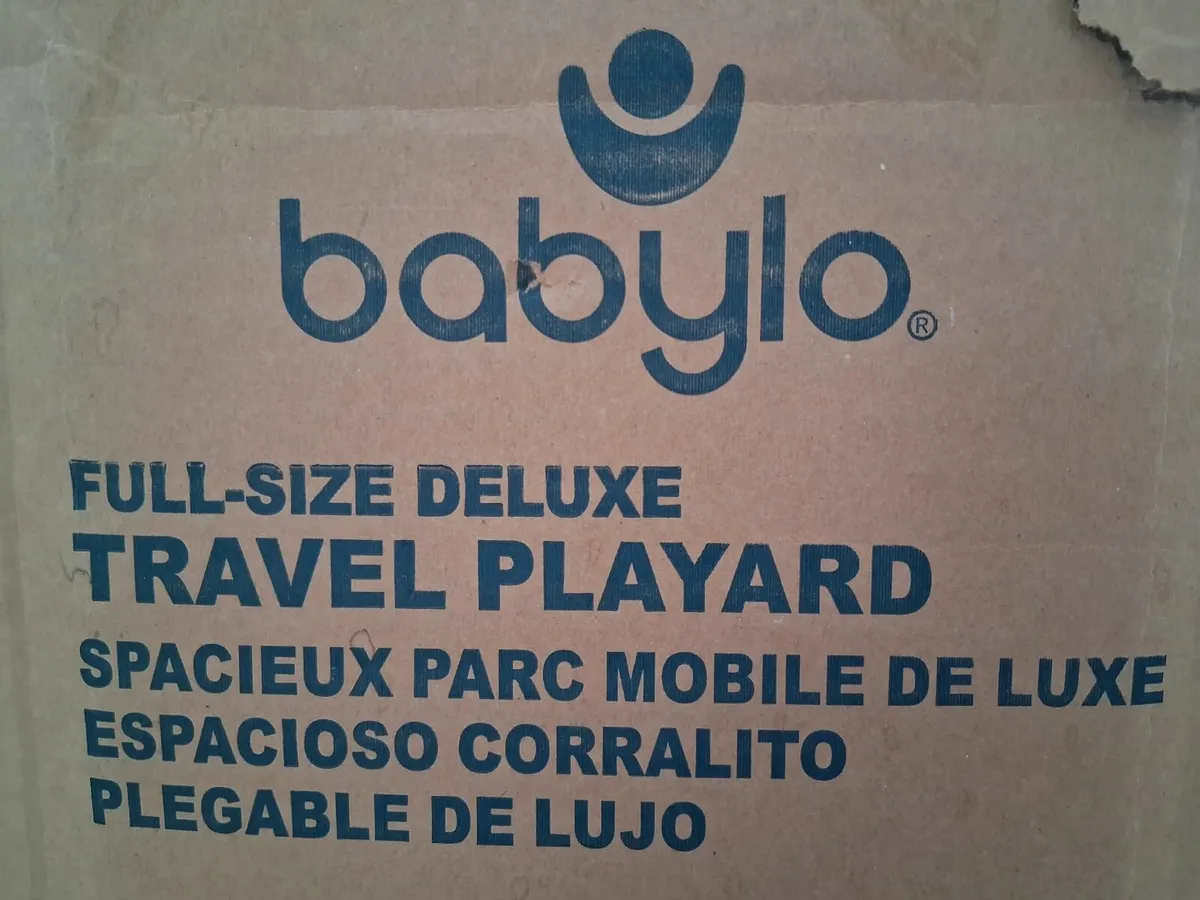 babylo®
FULL-SIZE DELUXE
TRAVEL PLAYARD
SPACIEUX PARC MOBILE DE LUXE
ESPACIOSO CORRALITO
PLEGABLE DE LUJO